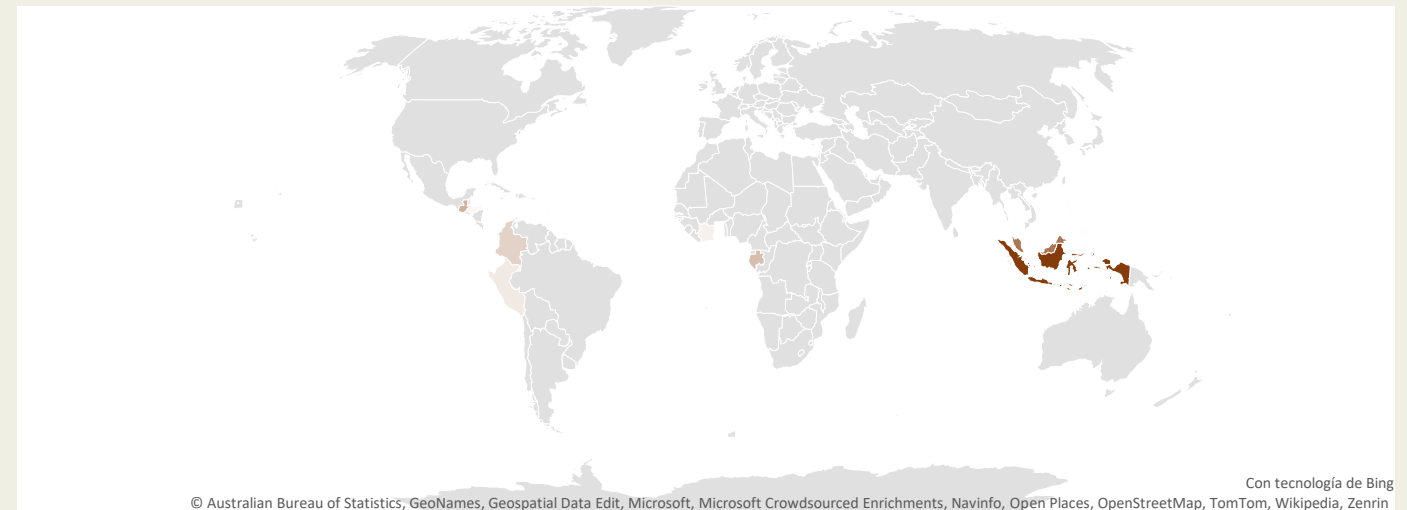 Con tecnología de Bing
© Australian Bureau of Statistics, GeoNames, Geospatial Data Edit, Microsoft, Microsoft Crowdsourced Enrichments, Navinfo, Open Places, OpenStreetMap, TomTom, Wikipedia, Zenrin